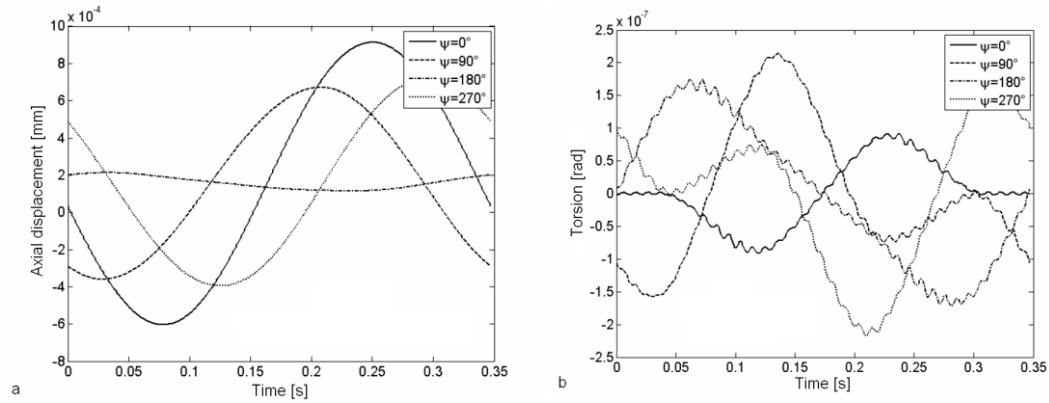 x 10⁻⁴
10
8
6
4
2
0
-2
-4
-6
-8
Axial displacement [mm]
0
0.05
0.1
0.15
0.2
0.25
0.3
0.35
Time [s]
ψ=0°
ψ=90°
ψ=180°
ψ=270°
a
x 10⁻⁷
2.5
2
1.5
1
0.5
0
-0.5
-1
-1.5
-2
-2.5
Torsion [rad]
0
0.05
0.1
0.15
0.2
0.25
0.3
0.35
Time [s]
ψ=0°
ψ=90°
ψ=180°
ψ=270°
b